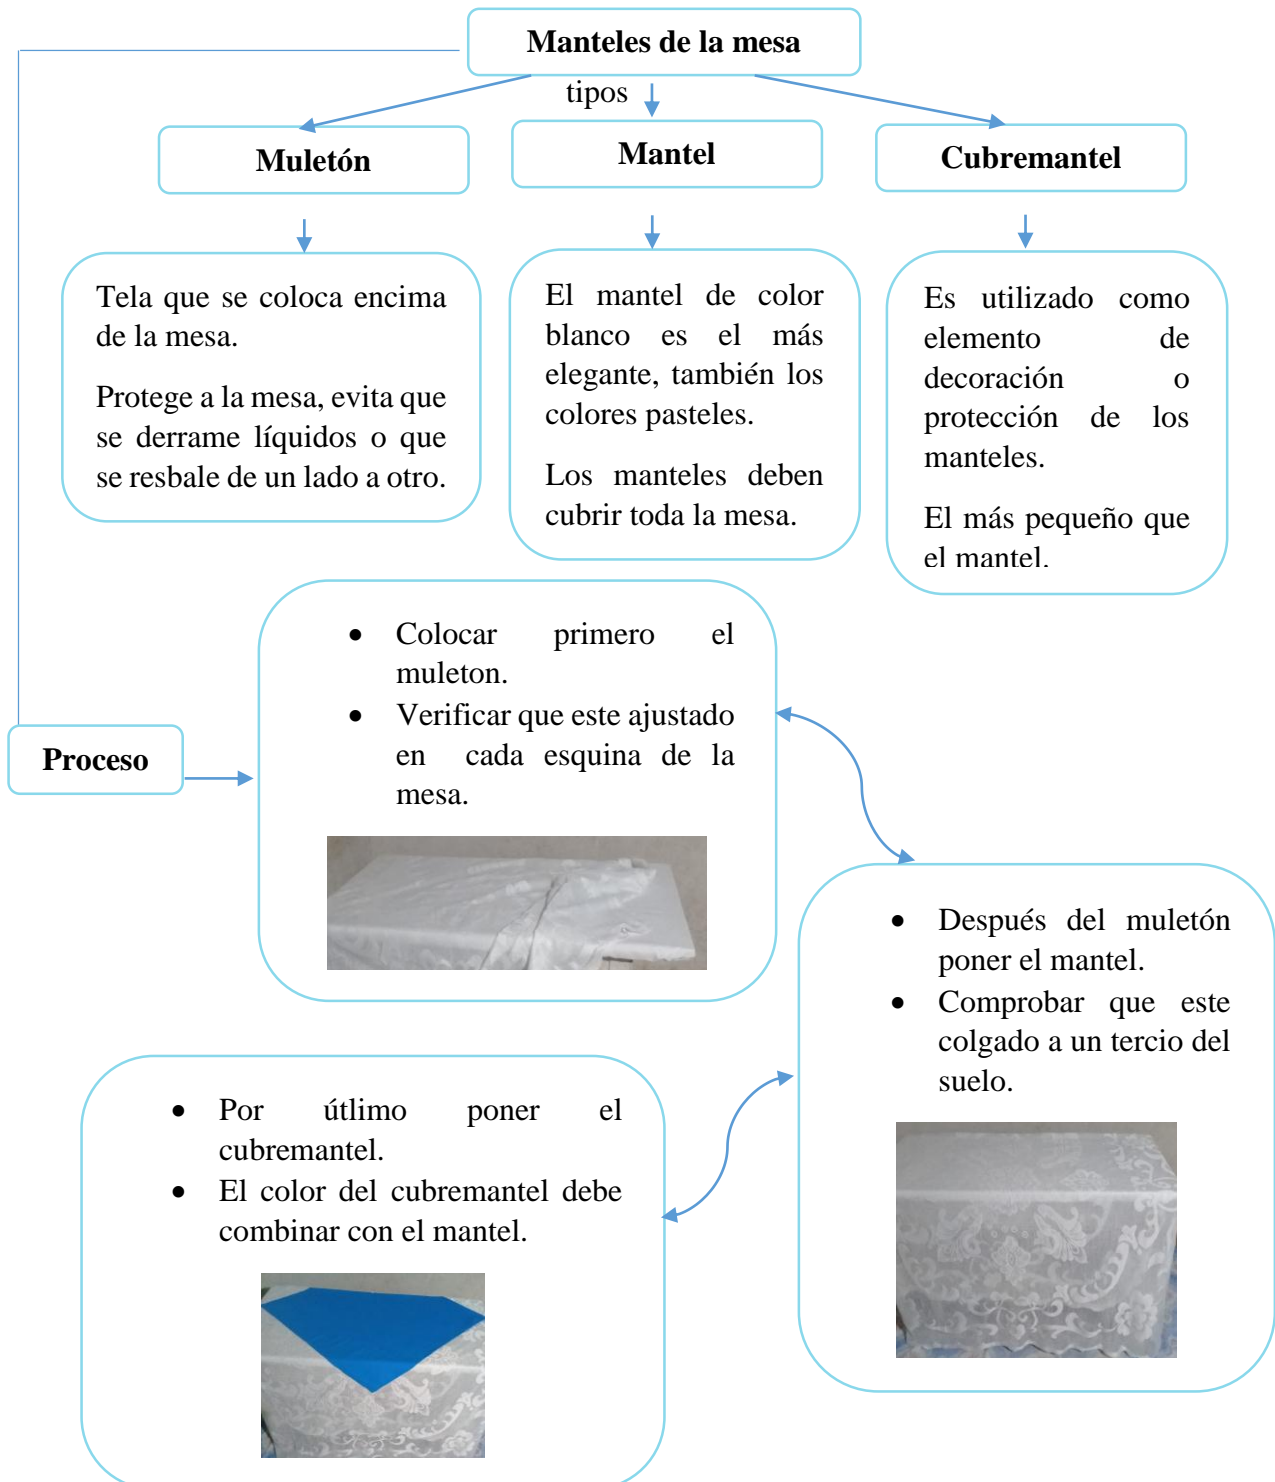 Manteles de la mesa
tipos
Muletón
Mantel
Cubremantel
Tela que se coloca encima
de la mesa.
Protege a la mesa, evita que
se derrame líquidos o que
se resbale de un lado a otro.
El mantel de color
blanco es el más
elegante, también los
colores pasteles.
Los manteles deben
cubrir toda la mesa.
Es utilizado como
elemento de
decoración o
protección de los
manteles.
El más pequeño que
el mantel.
Proceso
• Colocar primero el
muleton.
• Verificar que este ajustado
en cada esquina de la
mesa.
• Después del muletón
poner el mantel.
• Comprobar que este
colgado a un tercio del
suelo.
• Por útlimo poner el
cubremantel.
• El color del cubremantel debe
combinar con el mantel.